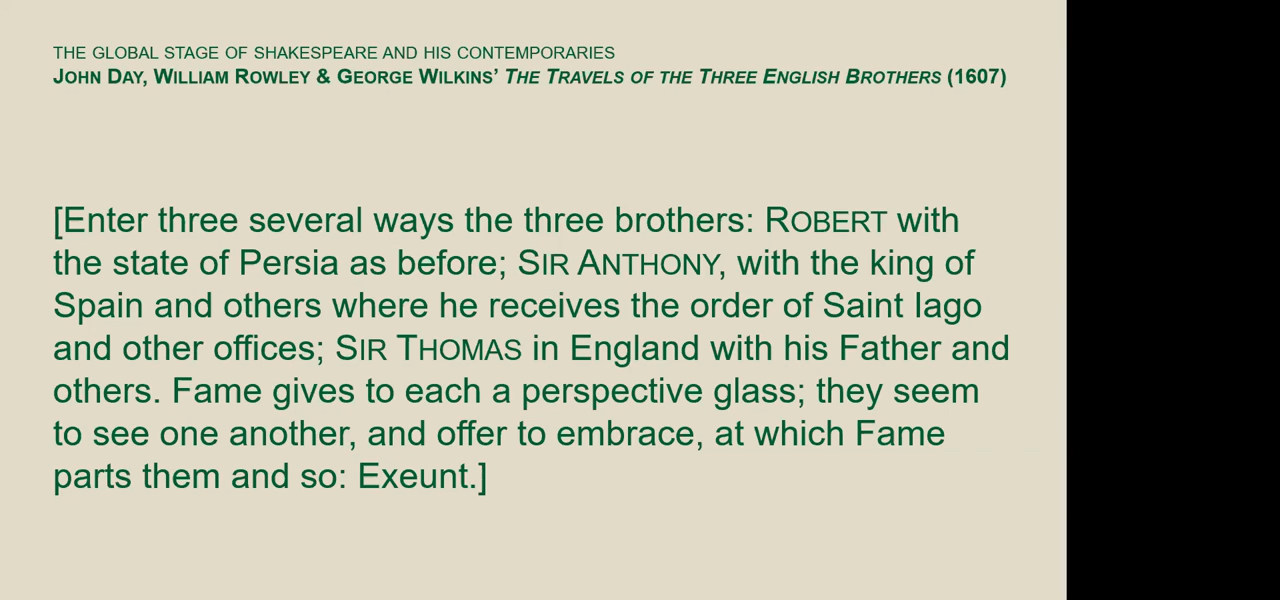 THE GLOBAL STAGE OF SHAKESPEARE AND HIS CONTEMPORARIES
JOHN DAY, WILLIAM ROWLEY & GEORGE WILKINS’ THE TRAVELS OF THE THREE ENGLISH BROTHERS (1607)
[Enter three several ways the three brothers: ROBERT with
the state of Persia as before; SIR ANTHONY, with the king of
Spain and others where he receives the order of Saint Iago
and other offices; SIR THOMAS in England with his Father and
others. Fame gives to each a perspective glass; they seem
to see one another, and offer to embrace, at which Fame
parts them and so: Exeunt.]